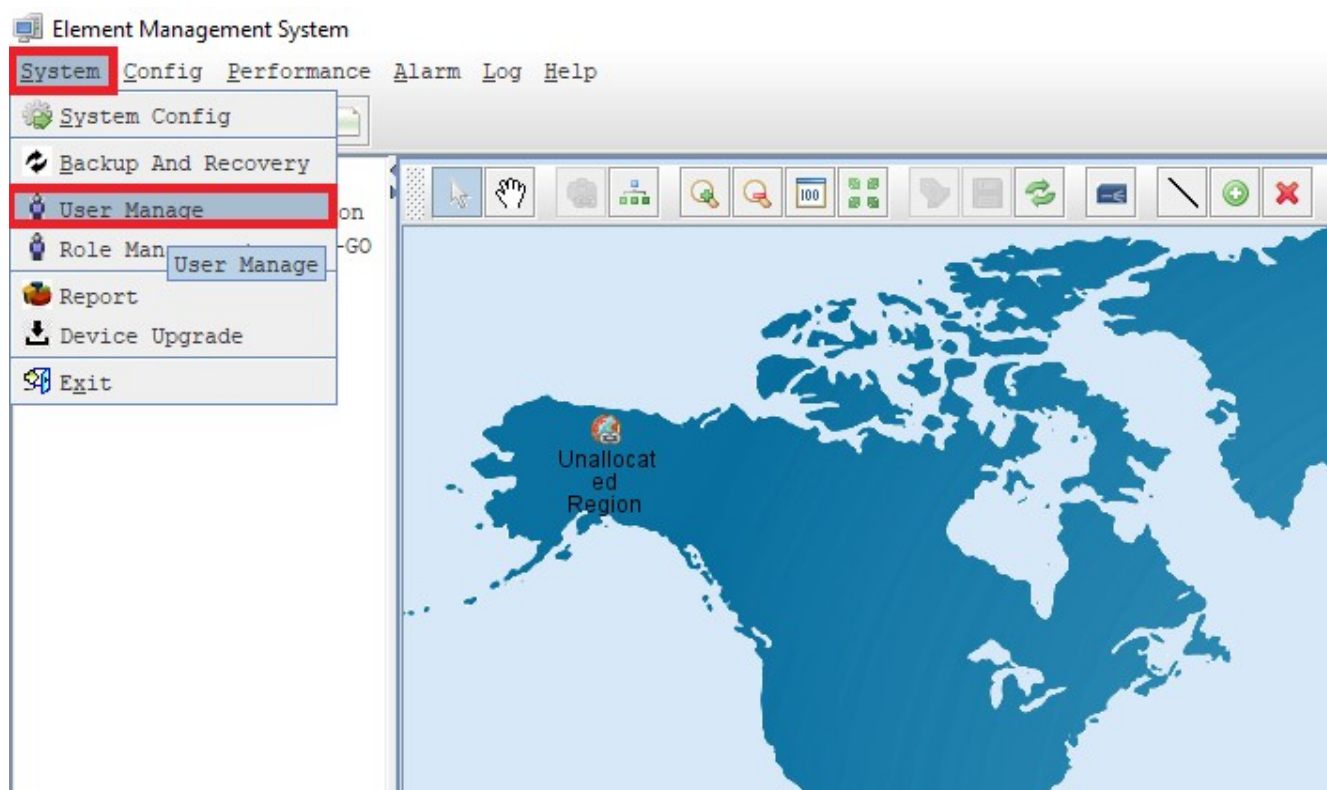 Element Management System
System Config Performance Alarm Log Help
System Config
Backup And Recovery
User Manage
on
Role Man
-GO
User Manage
Report
Device Upgrade
Exit
100
Unallocat
ed
Region